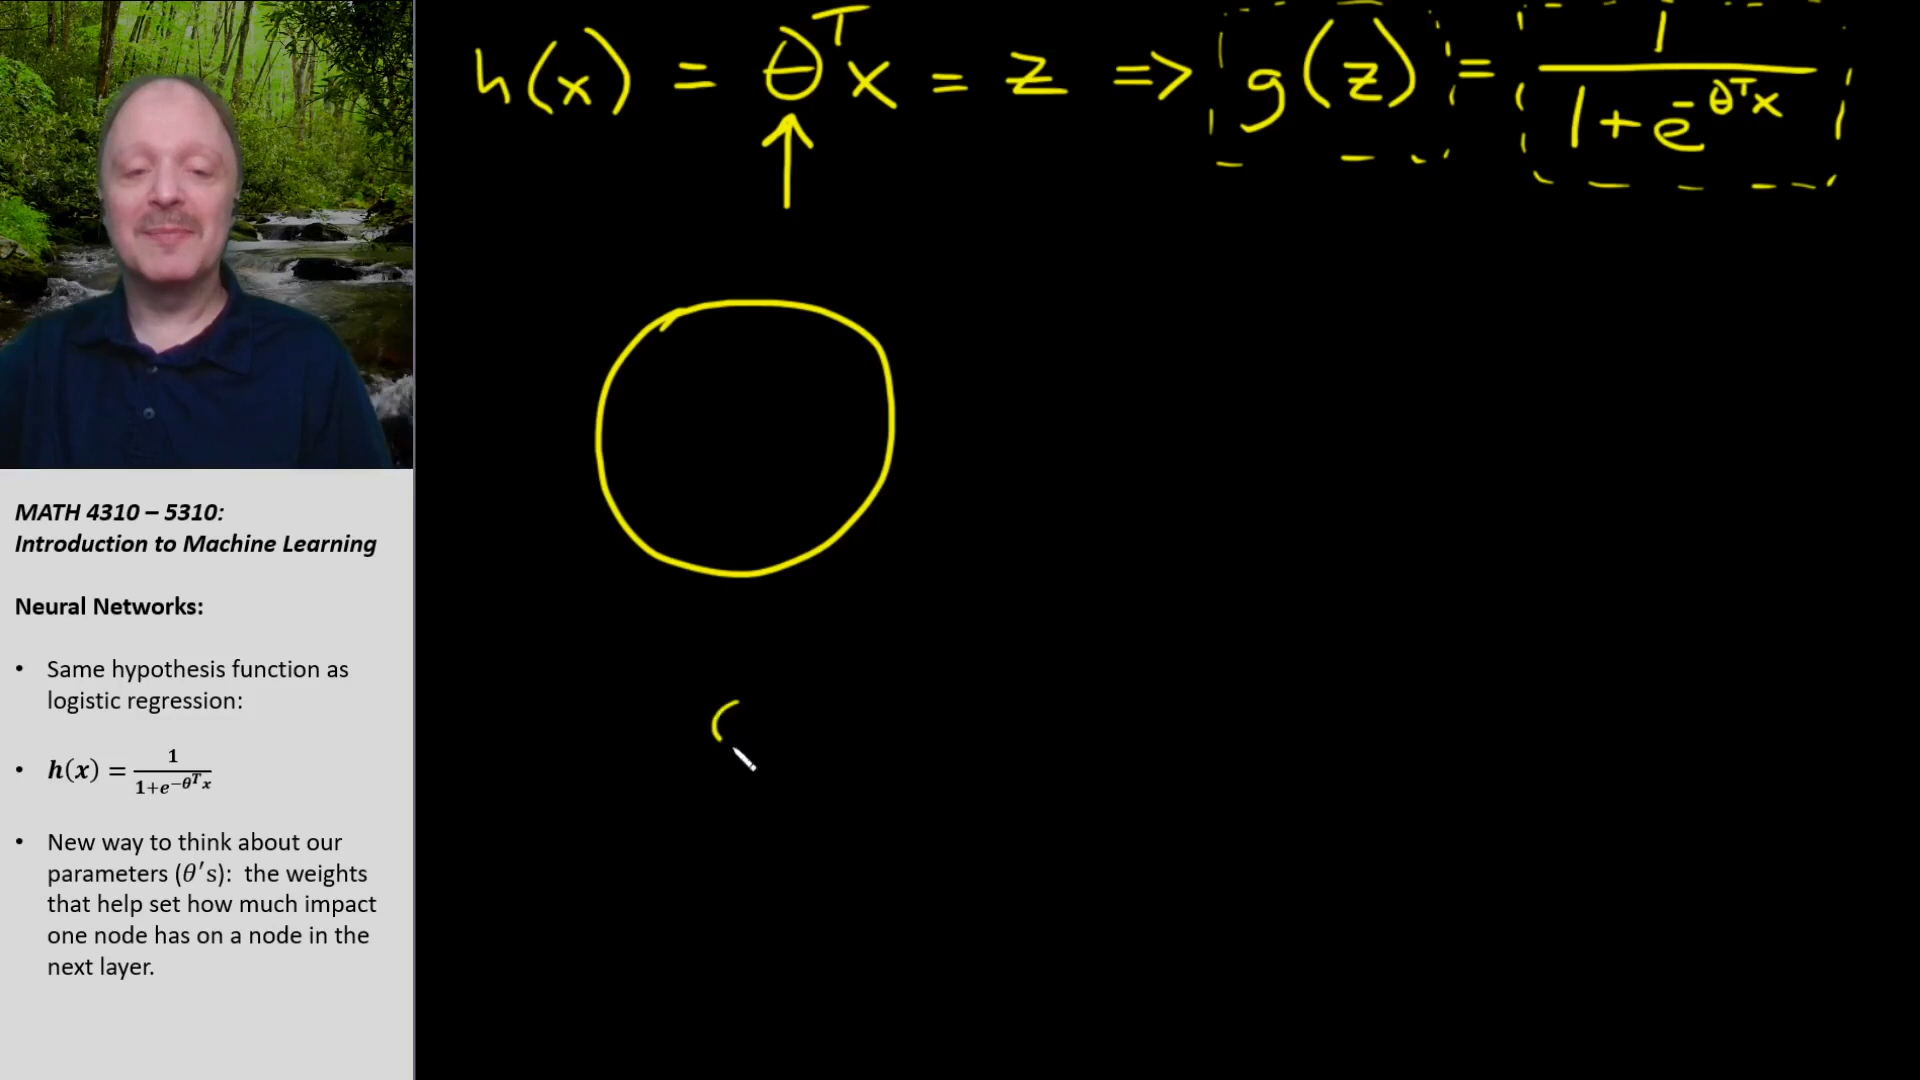 h(x) = θᵀx = z => g(z) = 1 / (1 + e^(-θᵀx))
MATH 4310 – 5310:
Introduction to Machine Learning
Neural Networks:
• Same hypothesis function as
logistic regression:
• h(x) = 1 / (1+e^(−θᵀx))
• New way to think about our
parameters (θ′s): the weights
that help set how much impact
one node has on a node in the
next layer.